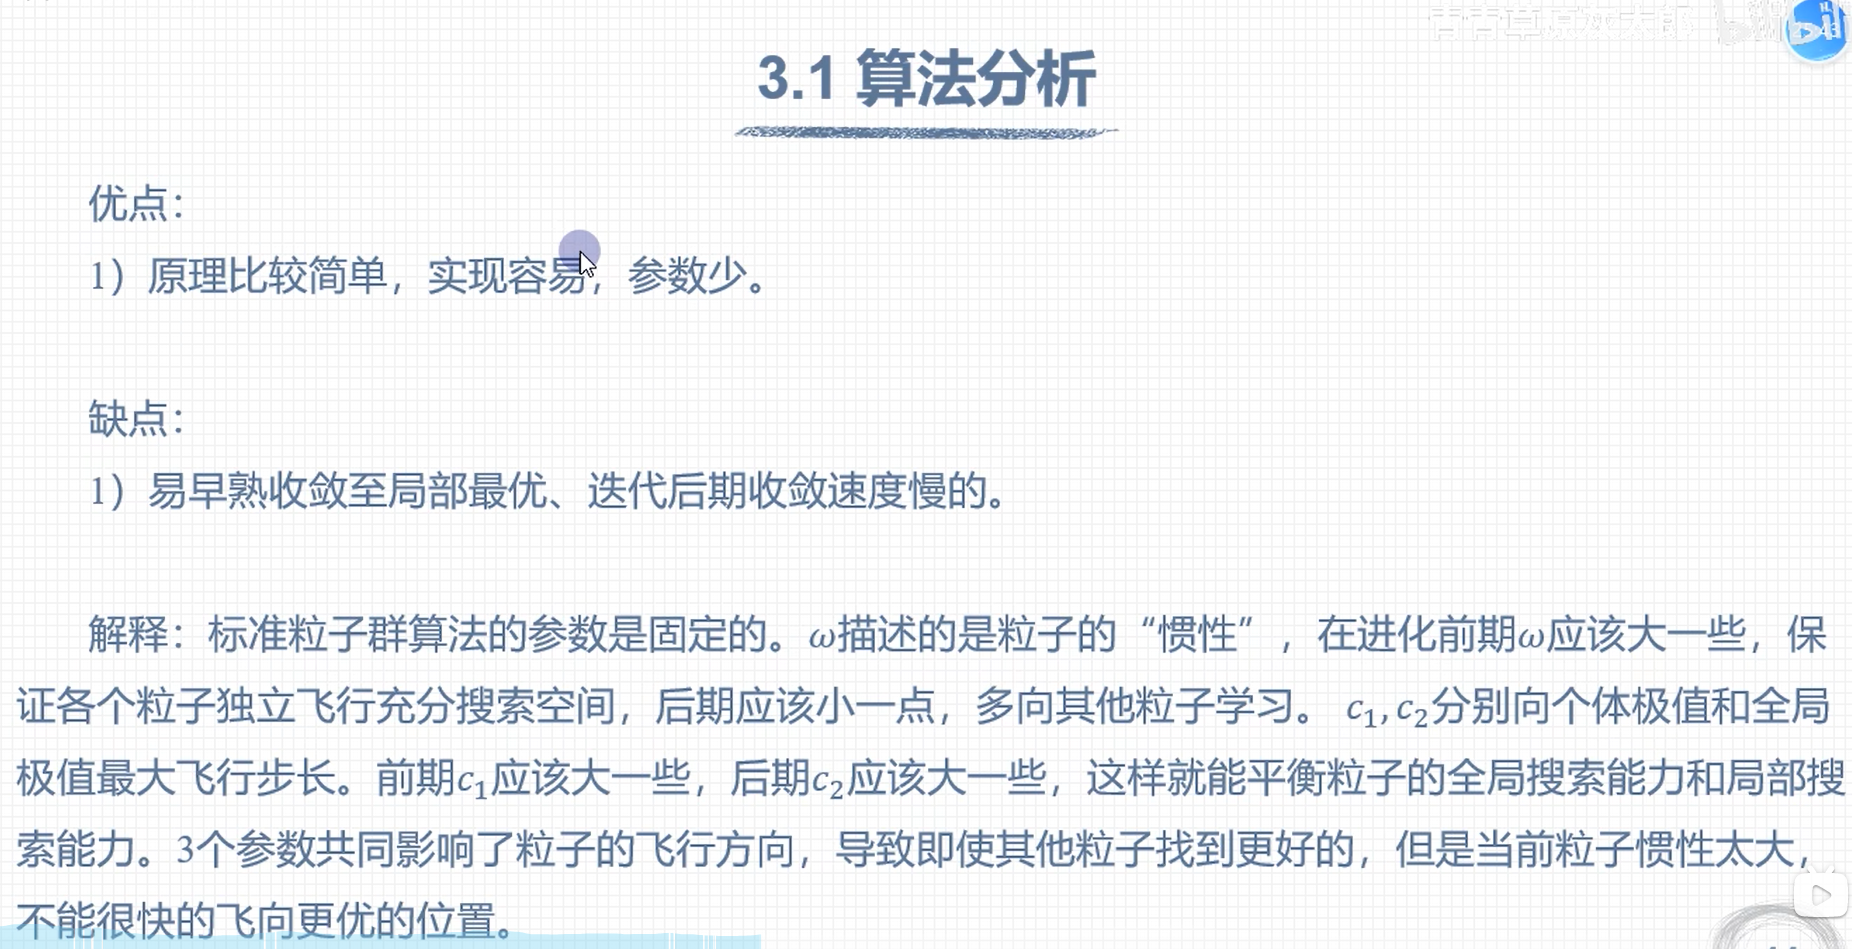 3.1 算法分析
优点：
1）原理比较简单，实现容易，参数少。
缺点：
1）易早熟收敛至局部最优、迭代后期收敛速度慢的。
解释：标准粒子群算法的参数是固定的。ω描述的是粒子的“惯性”，在进化前期ω应该大一些，保
证各个粒子独立飞行充分搜索空间，后期应该小一点，多向其他粒子学习。 c₁, c₂分别向个体极值和全局
极值最大飞行步长。前期c₁应该大一些，后期c₂应该大一些，这样就能平衡粒子的全局搜索能力和局部搜
索能力。3个参数共同影响了粒子的飞行方向，导致即使其他粒子找到更好的，但是当前粒子惯性太大，
不能很快的飞向更优的位置。